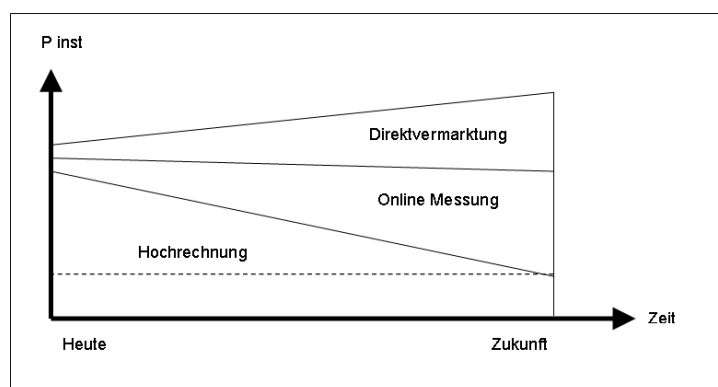 P inst
Direktvermarktung
Online Messung
Hochrechnung
Zeit
Heute
Zukunft